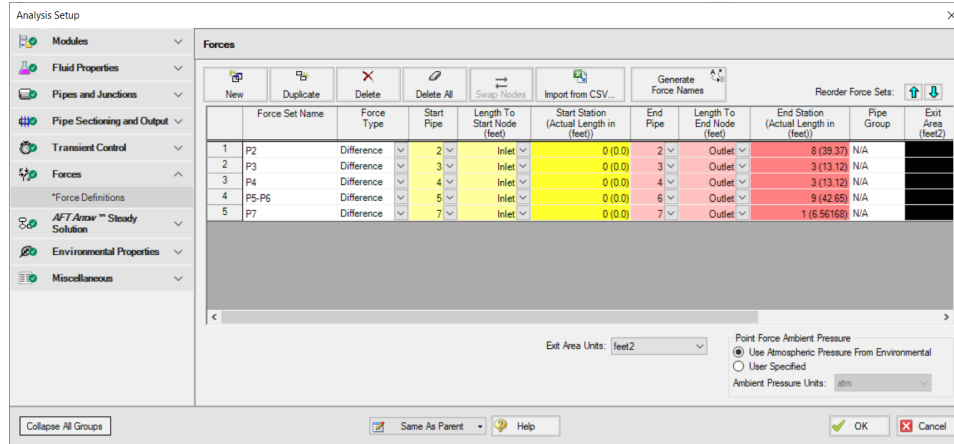 Analysis Setup
Modules
Fluid Properties
Pipes and Junctions
Pipe Sectioning and Output
Transient Control
Forces
*Force Definitions
AFT Arrow ™ Steady
Solution
Environmental Properties
Miscellaneous
Forces
New Duplicate Delete Delete All Swap Nodes Import from CSV... Generate Force Names
Reorder Force Sets:
Force Set Name Force Type Start Pipe Length To Start Node (feet) Start Station (Actual Length in (feet)) End Pipe Length To End Node (feet) End Station (Actual Length in (feet)) Pipe Group Exit Area (feet2)
1 P2 Difference 2 Inlet 0 (0.0) 2 Outlet 8 (39.37) N/A
2 P3 Difference 3 Inlet 0 (0.0) 3 Outlet 3 (13.12) N/A
3 P4 Difference 4 Inlet 0 (0.0) 4 Outlet 3 (13.12) N/A
4 P5-P6 Difference 5 Inlet 0 (0.0) 6 Outlet 9 (42.65) N/A
5 P7 Difference 7 Inlet 0 (0.0) 7 Outlet 1 (6.56168) N/A
Exit Area Units: feet2
Point Force Ambient Pressure
Use Atmospheric Pressure From Environmental
User Specified
Ambient Pressure Units: atm
Collapse All Groups
Same As Parent
Help
OK
Cancel